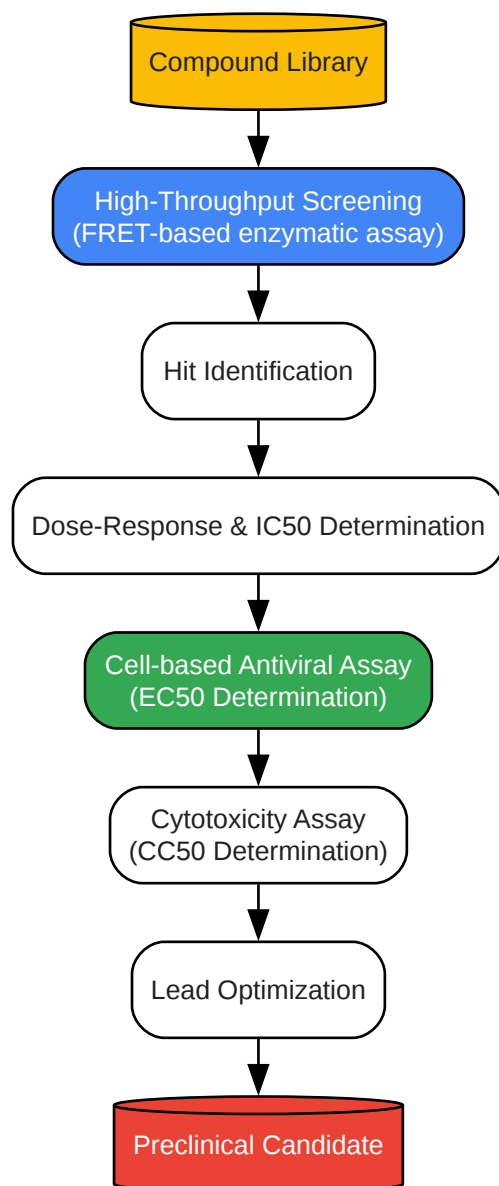 Compound Library
High-Throughput Screening
(FRET-based enzymatic assay)
Hit Identification
Dose-Response & IC50 Determination
Cell-based Antiviral Assay
(EC50 Determination)
Cytotoxicity Assay
(CC50 Determination)
Lead Optimization
Preclinical Candidate